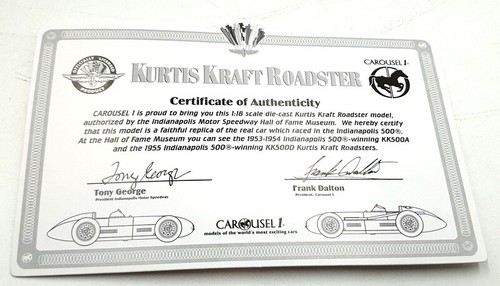 KURTIS KRAFT ROADSTER
CAROUSEL 1
Certificate of Authenticity
CAROUSEL 1 is proud to bring you this 1:18 scale die-cast Kurtis Kraft Roadster model,
authorized by the Indianapolis Motor Speedway Hall of Fame Museum. We hereby certify
that this model is a faithful replica of the real car which raced in the Indianapolis 500®.
At the Hall of Fame Museum you can see the 1953-1954 Indianapolis 500®-winning KK500A
and the 1955 Indianapolis 500®-winning KK500D Kurtis Kraft Roadsters.
Tony George
Frank Dalton
Tony George
Frank Dalton
President Indianapolis Motor Speedway
President, Carousel 1
CAROUSEL 1
models of the world's most exciting cars